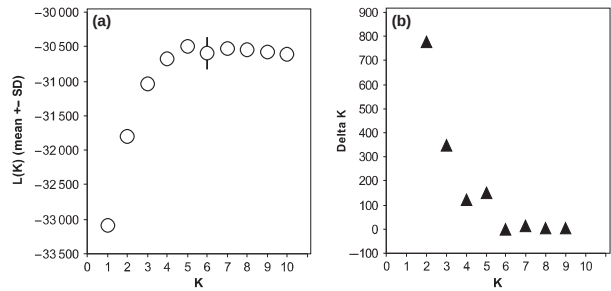 (a)
L(K) (mean +– SD)
–30 000
–30 500
–31 000
–31 500
–32 000
–32 500
–33 000
–33 500
0 1 2 3 4 5 6 7 8 9 10
K
(b)
Delta K
900
800
700
600
500
400
300
200
100
0
–100
0 1 2 3 4 5 6 7 8 9 10
K